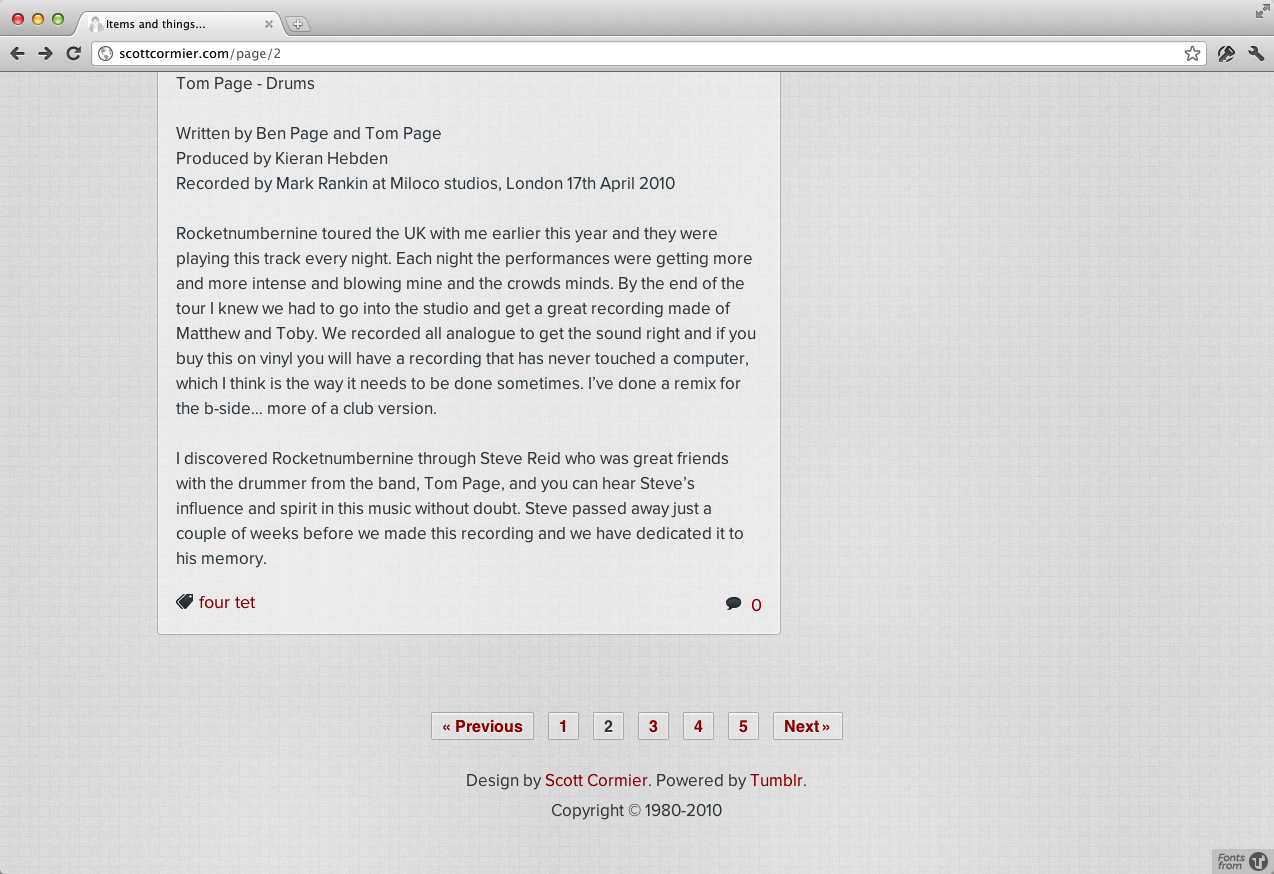 Items and things...
scottcormier.com/page/2
Tom Page - Drums
Written by Ben Page and Tom Page
Produced by Kieran Hebden
Recorded by Mark Rankin at Miloco studios, London 17th April 2010
Rocketnumbernine toured the UK with me earlier this year and they were
playing this track every night. Each night the performances were getting more
and more intense and blowing mine and the crowds minds. By the end of the
tour I knew we had to go into the studio and get a great recording made of
Matthew and Toby. We recorded all analogue to get the sound right and if you
buy this on vinyl you will have a recording that has never touched a computer,
which I think is the way it needs to be done sometimes. I’ve done a remix for
the b-side… more of a club version.
I discovered Rocketnumbernine through Steve Reid who was great friends
with the drummer from the band, Tom Page, and you can hear Steve’s
influence and spirit in this music without doubt. Steve passed away just a
couple of weeks before we made this recording and we have dedicated it to
his memory.
four tet 0
« Previous 1 2 3 4 5 Next »
Design by Scott Cormier. Powered by Tumblr.
Copyright © 1980-2010
Fonts
from